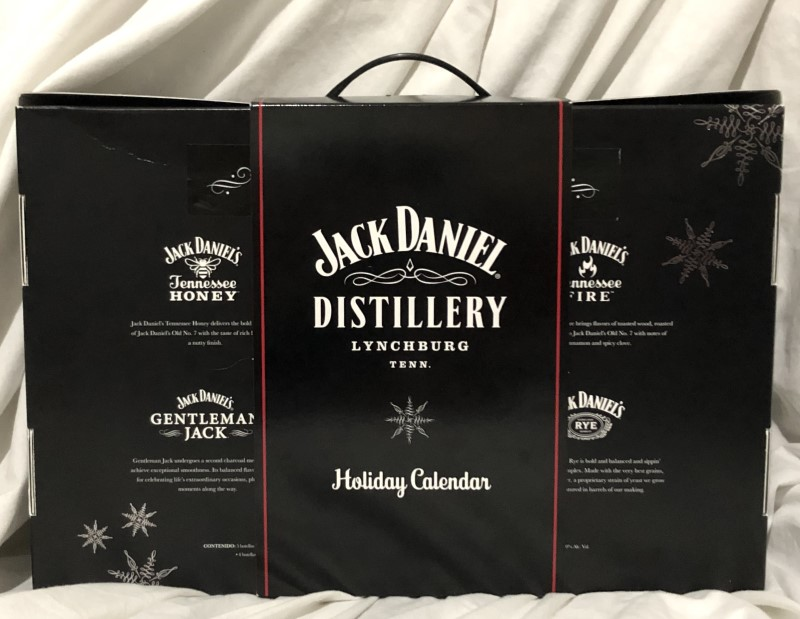 JACK DANIEL'S
Tennessee
HONEY
Jack Daniel's Tennessee Honey delivers the bold
of Jack Daniel's Old No. 7 with the taste of rich
a nutty finish.
JACK DANIEL'S
GENTLEMAN
JACK
Gentleman Jack undergoes a second charcoal
achieve exceptional smoothness. Its balanced
for celebrating life's extraordinary occasions,
moments along the way.
CONTENIDO:
JACK DANIEL
DISTILLERY
LYNCHBURG
TENN.
Holiday Calendar
K DANIEL'S
nnessee
FIRE
brings flavors of toasted wood, roasted
Jack Daniel's Old No. 7 with notes of
cinnamon and spicy clove.
K DANIEL'S
RYE
Rye is bold and balanced and sippin'
Made with the very best grains,
a proprietary strain of yeast we grow
in barrels of our making.
Alc. Vol.